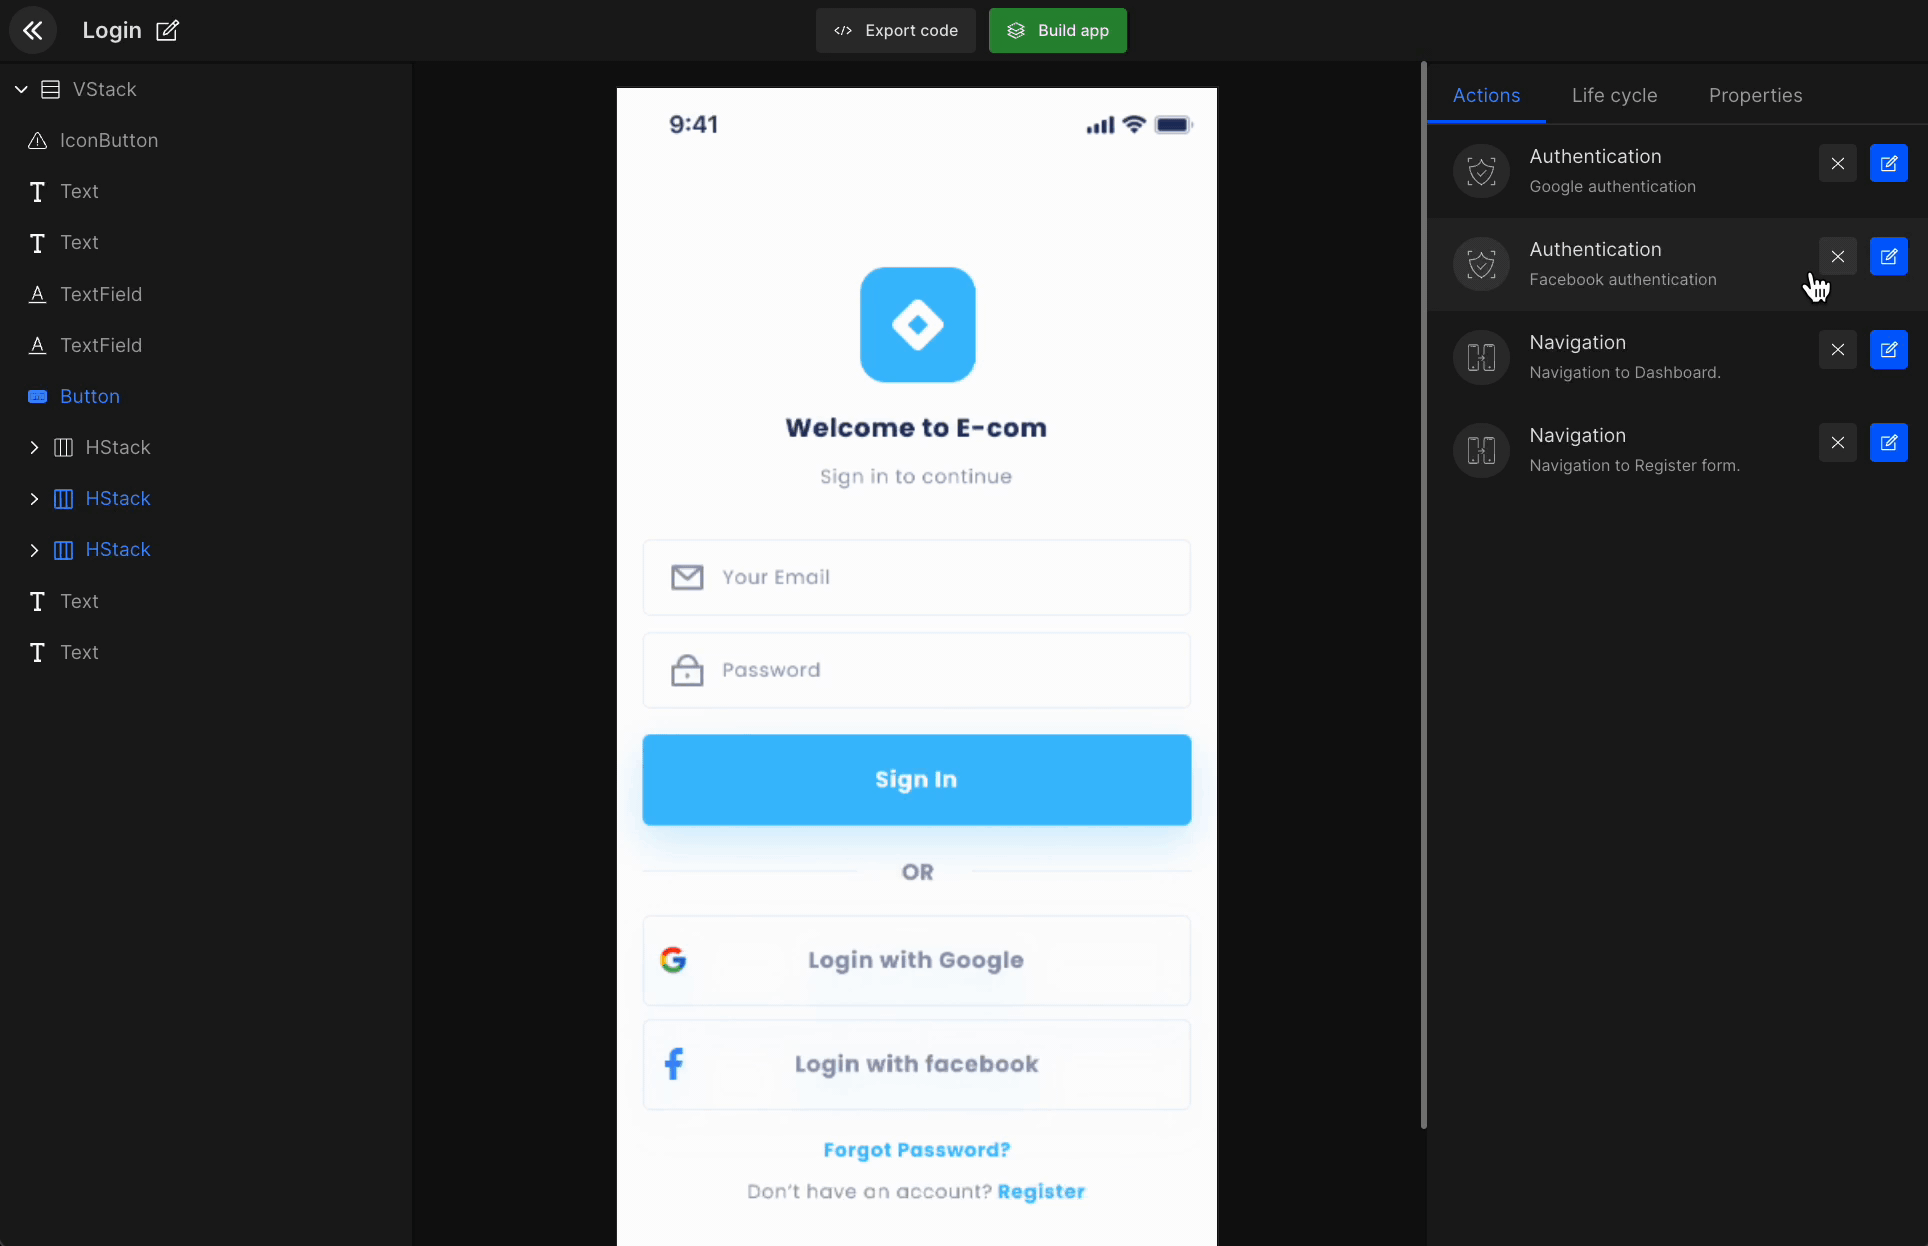 Login
Export code
Build app
VStack
IconButton
Text
Text
TextField
TextField
Button
HStack
HStack
HStack
Text
Text
9:41
Welcome to E-com
Sign in to continue
Your Email
Password
Sign In
OR
Login with Google
Login with facebook
Forgot Password?
Don't have an account? Register
Actions
Life cycle
Properties
Authentication
Google authentication
Authentication
Facebook authentication
Navigation
Navigation to Dashboard.
Navigation
Navigation to Register form.